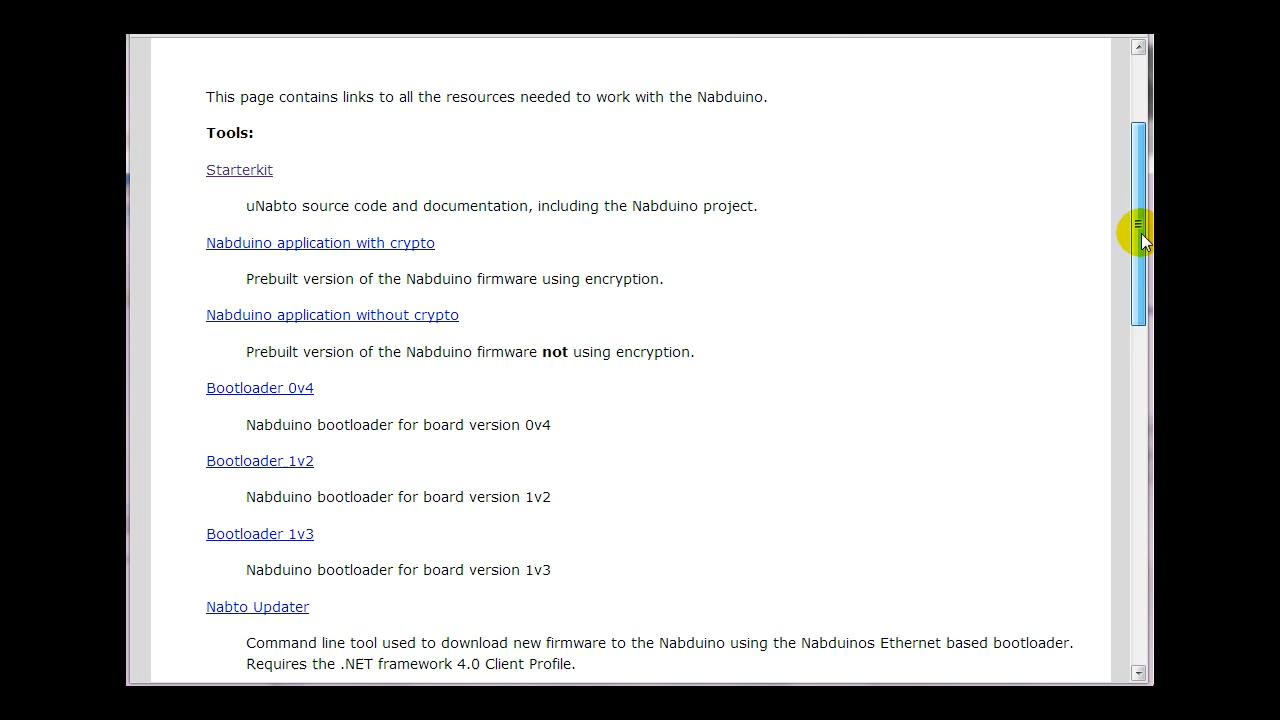 This page contains links to all the resources needed to work with the Nabduino.
Tools:
Starterkit
uNabto source code and documentation, including the Nabduino project.
Nabduino application with crypto
Prebuilt version of the Nabduino firmware using encryption.
Nabduino application without crypto
Prebuilt version of the Nabduino firmware not using encryption.
Bootloader 0v4
Nabduino bootloader for board version 0v4
Bootloader 1v2
Nabduino bootloader for board version 1v2
Bootloader 1v3
Nabduino bootloader for board version 1v3
Nabto Updater
Command line tool used to download new firmware to the Nabduino using the Nabduinos Ethernet based bootloader.
Requires the .NET framework 4.0 Client Profile.